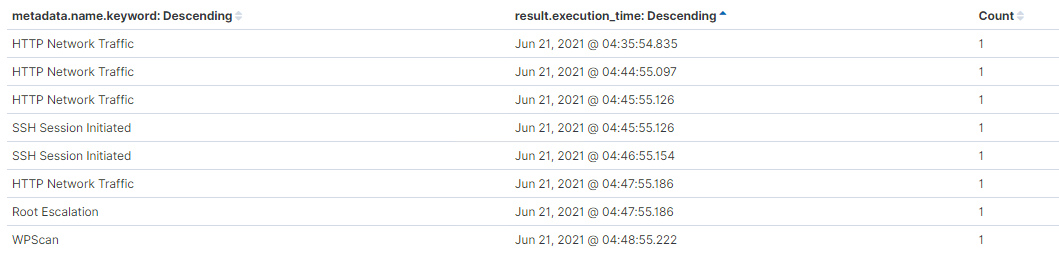 metadata.name.keyword: Descending result.execution_time: Descending Count
HTTP Network Traffic Jun 21, 2021 @ 04:35:54.835 1
HTTP Network Traffic Jun 21, 2021 @ 04:44:55.097 1
HTTP Network Traffic Jun 21, 2021 @ 04:45:55.126 1
SSH Session Initiated Jun 21, 2021 @ 04:45:55.126 1
SSH Session Initiated Jun 21, 2021 @ 04:46:55.154 1
HTTP Network Traffic Jun 21, 2021 @ 04:47:55.186 1
Root Escalation Jun 21, 2021 @ 04:47:55.186 1
WPScan Jun 21, 2021 @ 04:48:55.222 1